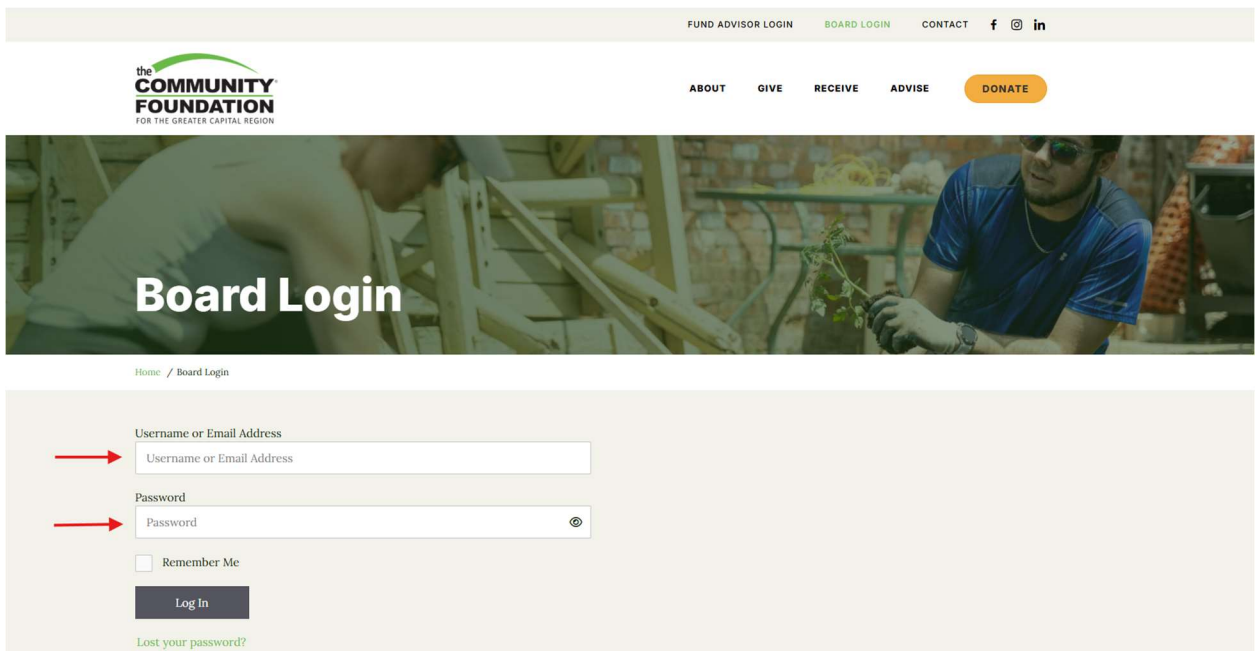 FUND ADVISOR LOGIN BOARD LOGIN CONTACT f in
the
COMMUNITY
FOUNDATION
FOR THE GREATER CAPITAL REGION
ABOUT GIVE RECEIVE ADVISE DONATE
Board Login
Home / Board Login
Username or Email Address
Username or Email Address
Password
Password
Remember Me
Log In
Lost your password?